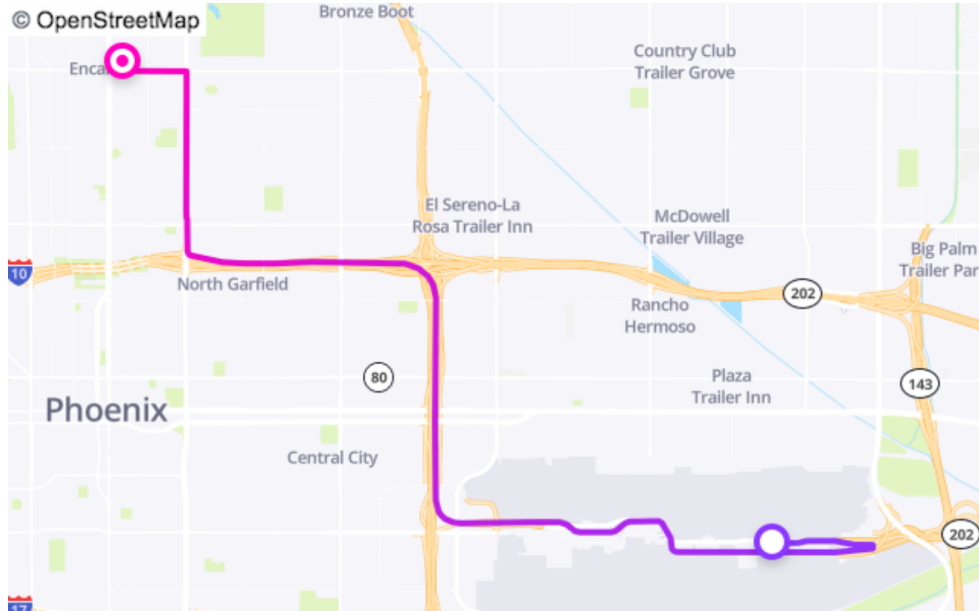 © OpenStreetMap
Bronze Boot
Country Club
Trailer Grove
El Sereno-La
Rosa Trailer Inn
McDowell
Trailer Village
Big Palm
10
North Garfield
202
Rancho
Hermoso
80
Plaza
Trailer Inn
143
Phoenix
Central City
202
17